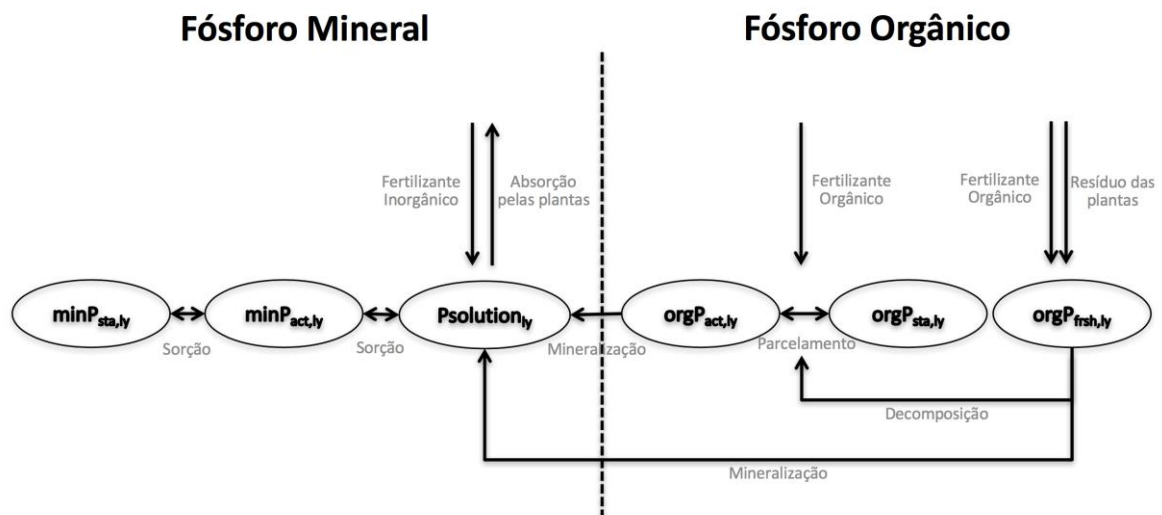 Fósforo Mineral
Fósforo Orgânico
Fertilizante
Inorgânico
Absorção
pelas plantas
Fertilizante
Orgânico
Fertilizante
Orgânico
Resíduo das
plantas
minPsta,ly
minPact,ly
Psolutionly
orgPact,ly
orgPsta,ly
orgPfrsh,ly
Sorção
Sorção
Mineralização
Parcelamento
Decomposição
Mineralização